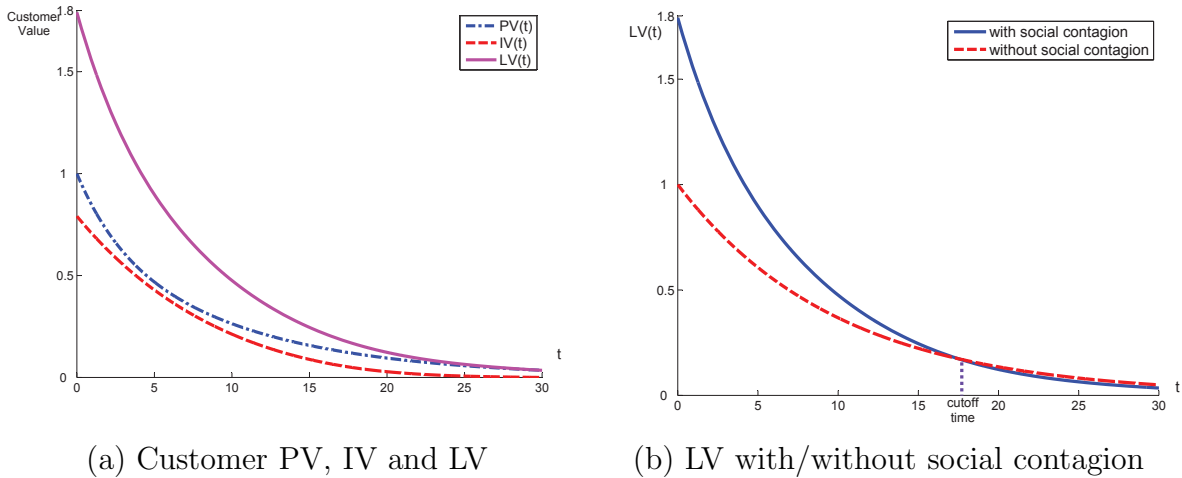 Customer
Value
1.8
1.5
1
0.5
0
0
5
10
15
20
25
30
t
PV(t)
IV(t)
LV(t)
(a) Customer PV, IV and LV
1.8
LV(t)
1.5
1
0.5
0
0
5
10
15
cutoff
time
20
25
30
t
with social contagion
without social contagion
(b) LV with/without social contagion